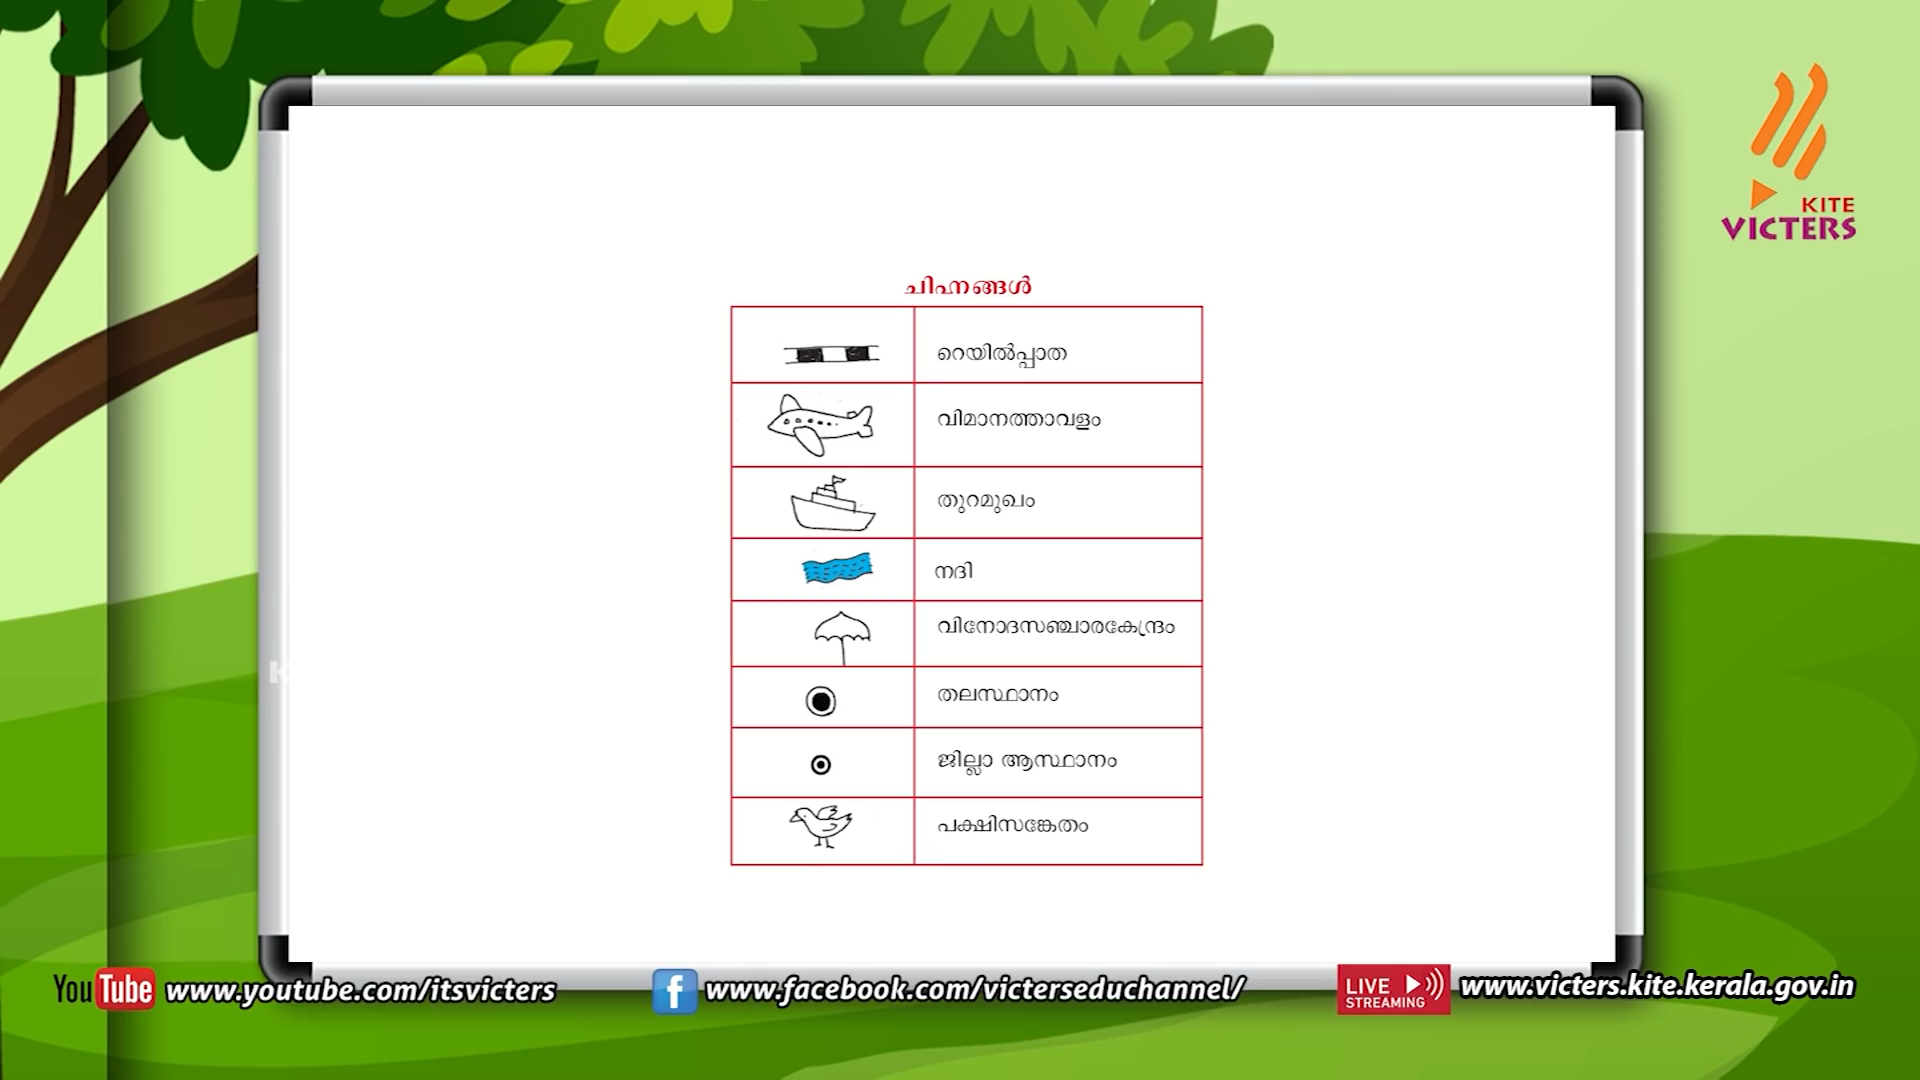 KITE
VICTERS
ചിഹ്നങ്ങൾ
റെയിൽപ്പാത
വിമാനത്താവളം
തുറമുഖം
നദി
വിനോദസഞ്ചാരകേന്ദ്രം
തലസ്ഥാനം
ജില്ലാ ആസ്ഥാനം
പക്ഷിസങ്കേതം
K
YouTube www.youtube.com/itsvicters
f www.facebook.com/victerseduchannel/
LIVE STREAMING www.victers.kite.kerala.gov.in